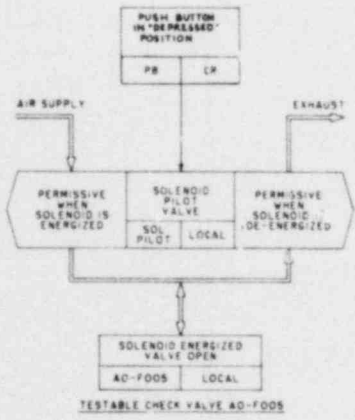 PUSH BUTTON
IN "DEPRESSED"
POSITION
PB CR
AIR SUPPLY
EXHAUST
PERMISSIVE
WHEN
SOLENOID IS
ENERGIZED
SOLENOID
PILOT
VALVE
SOL
PILOT
LOCAL
PERMISSIVE
WHEN
SOLENOID
DE-ENERGIZED
SOLENOID ENERGIZED
VALVE OPEN
AO-F005 LOCAL
TESTABLE CHECK VALVE AO-F005